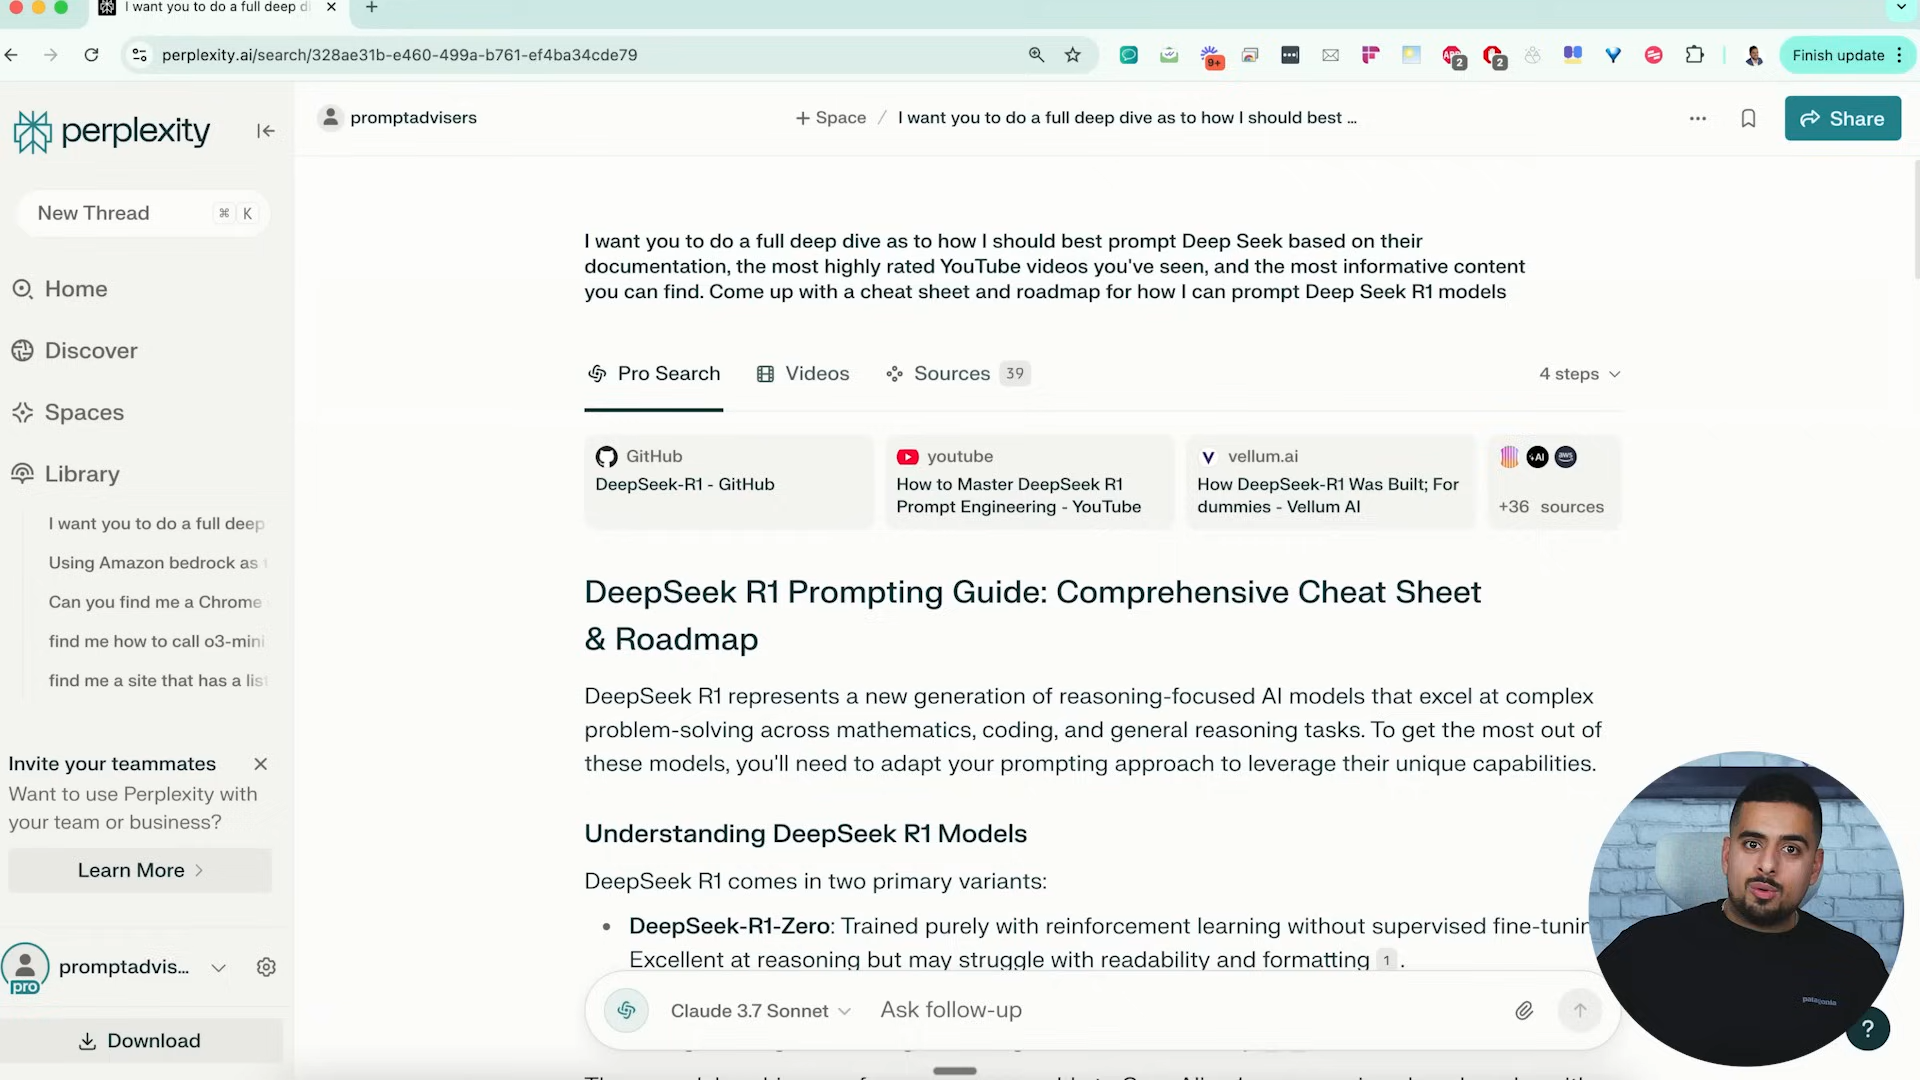 I want you to do a full deep di
perplexity.ai/search/328ae31b-e460-499a-b761-ef4ba34cde79
9+
2
2
Finish update
perplexity
promptadvisers
+ Space / I want you to do a full deep dive as to how I should best ...
Share
New Thread ⌘ K
Home
Discover
Spaces
Library
I want you to do a full deep
Using Amazon bedrock as
Can you find me a Chrome
find me how to call o3-mini
find me a site that has a list
Invite your teammates
Want to use Perplexity with
your team or business?
Learn More
promptadvis...
pro
Download
I want you to do a full deep dive as to how I should best prompt Deep Seek based on their
documentation, the most highly rated YouTube videos you've seen, and the most informative content
you can find. Come up with a cheat sheet and roadmap for how I can prompt Deep Seek R1 models
Pro Search
Videos
Sources 39
4 steps
GitHub
DeepSeek-R1 - GitHub
youtube
How to Master DeepSeek R1
Prompt Engineering - YouTube
vellum.ai
How DeepSeek-R1 Was Built; For
dummies - Vellum AI
AI
aws
+36 sources
DeepSeek R1 Prompting Guide: Comprehensive Cheat Sheet
& Roadmap
DeepSeek R1 represents a new generation of reasoning-focused AI models that excel at complex
problem-solving across mathematics, coding, and general reasoning tasks. To get the most out of
these models, you'll need to adapt your prompting approach to leverage their unique capabilities.
Understanding DeepSeek R1 Models
DeepSeek R1 comes in two primary variants:
• DeepSeek-R1-Zero: Trained purely with reinforcement learning without supervised fine-tunin
Excellent at reasoning but may struggle with readability and formatting 1 .
Claude 3.7 Sonnet
Ask follow-up
patagonia
?